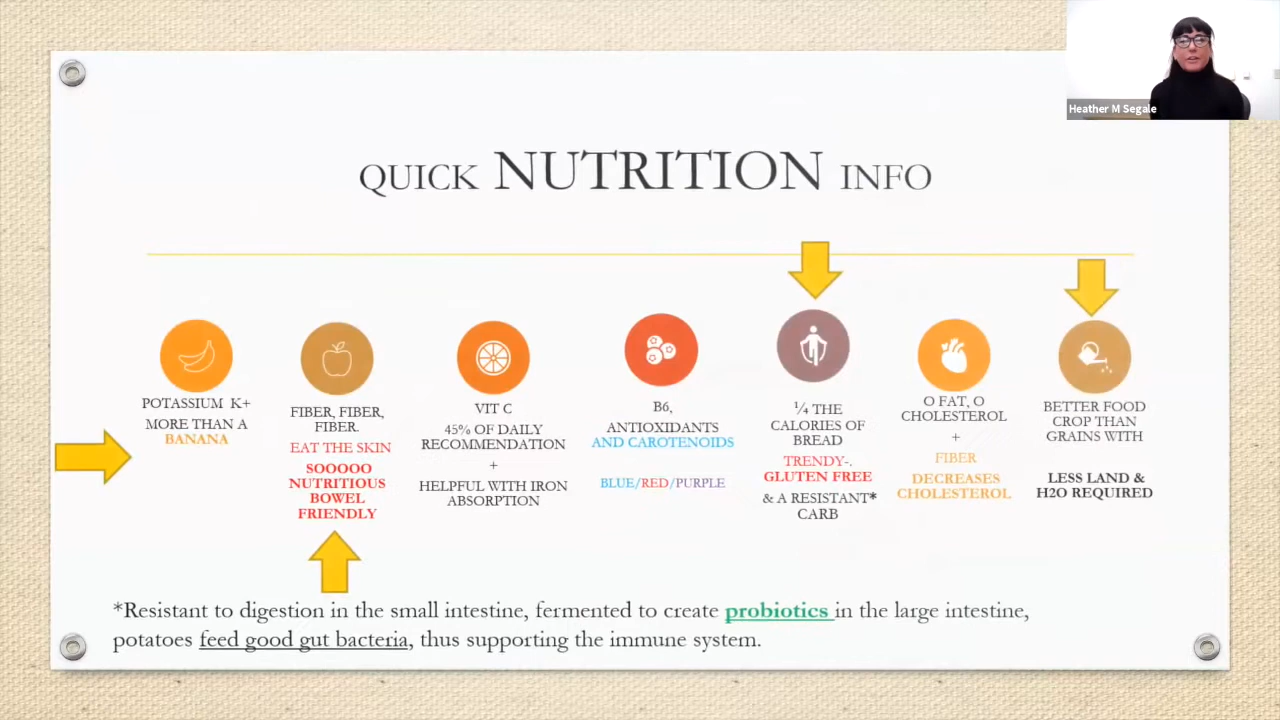 Heather M Segale
QUICK NUTRITION INFO
POTASSIUM K+
MORE THAN A
BANANA
FIBER, FIBER,
FIBER.
EAT THE SKIN
SOOOOO
NUTRITIOUS
BOWEL
FRIENDLY
VIT C
45% OF DAILY
RECOMMENDATION
+
HELPFUL WITH IRON
ABSORPTION
B6,
ANTIOXIDANTS
AND CAROTENOIDS
BLUE/RED/PURPLE
¼ THE
CALORIES OF
BREAD
TRENDY-.
GLUTEN FREE
& A RESISTANT*
CARB
O FAT, O
CHOLESTEROL
+
FIBER
DECREASES
CHOLESTEROL
BETTER FOOD
CROP THAN
GRAINS WITH
LESS LAND &
H2O REQUIRED
*Resistant to digestion in the small intestine, fermented to create probiotics in the large intestine,
potatoes feed good gut bacteria, thus supporting the immune system.